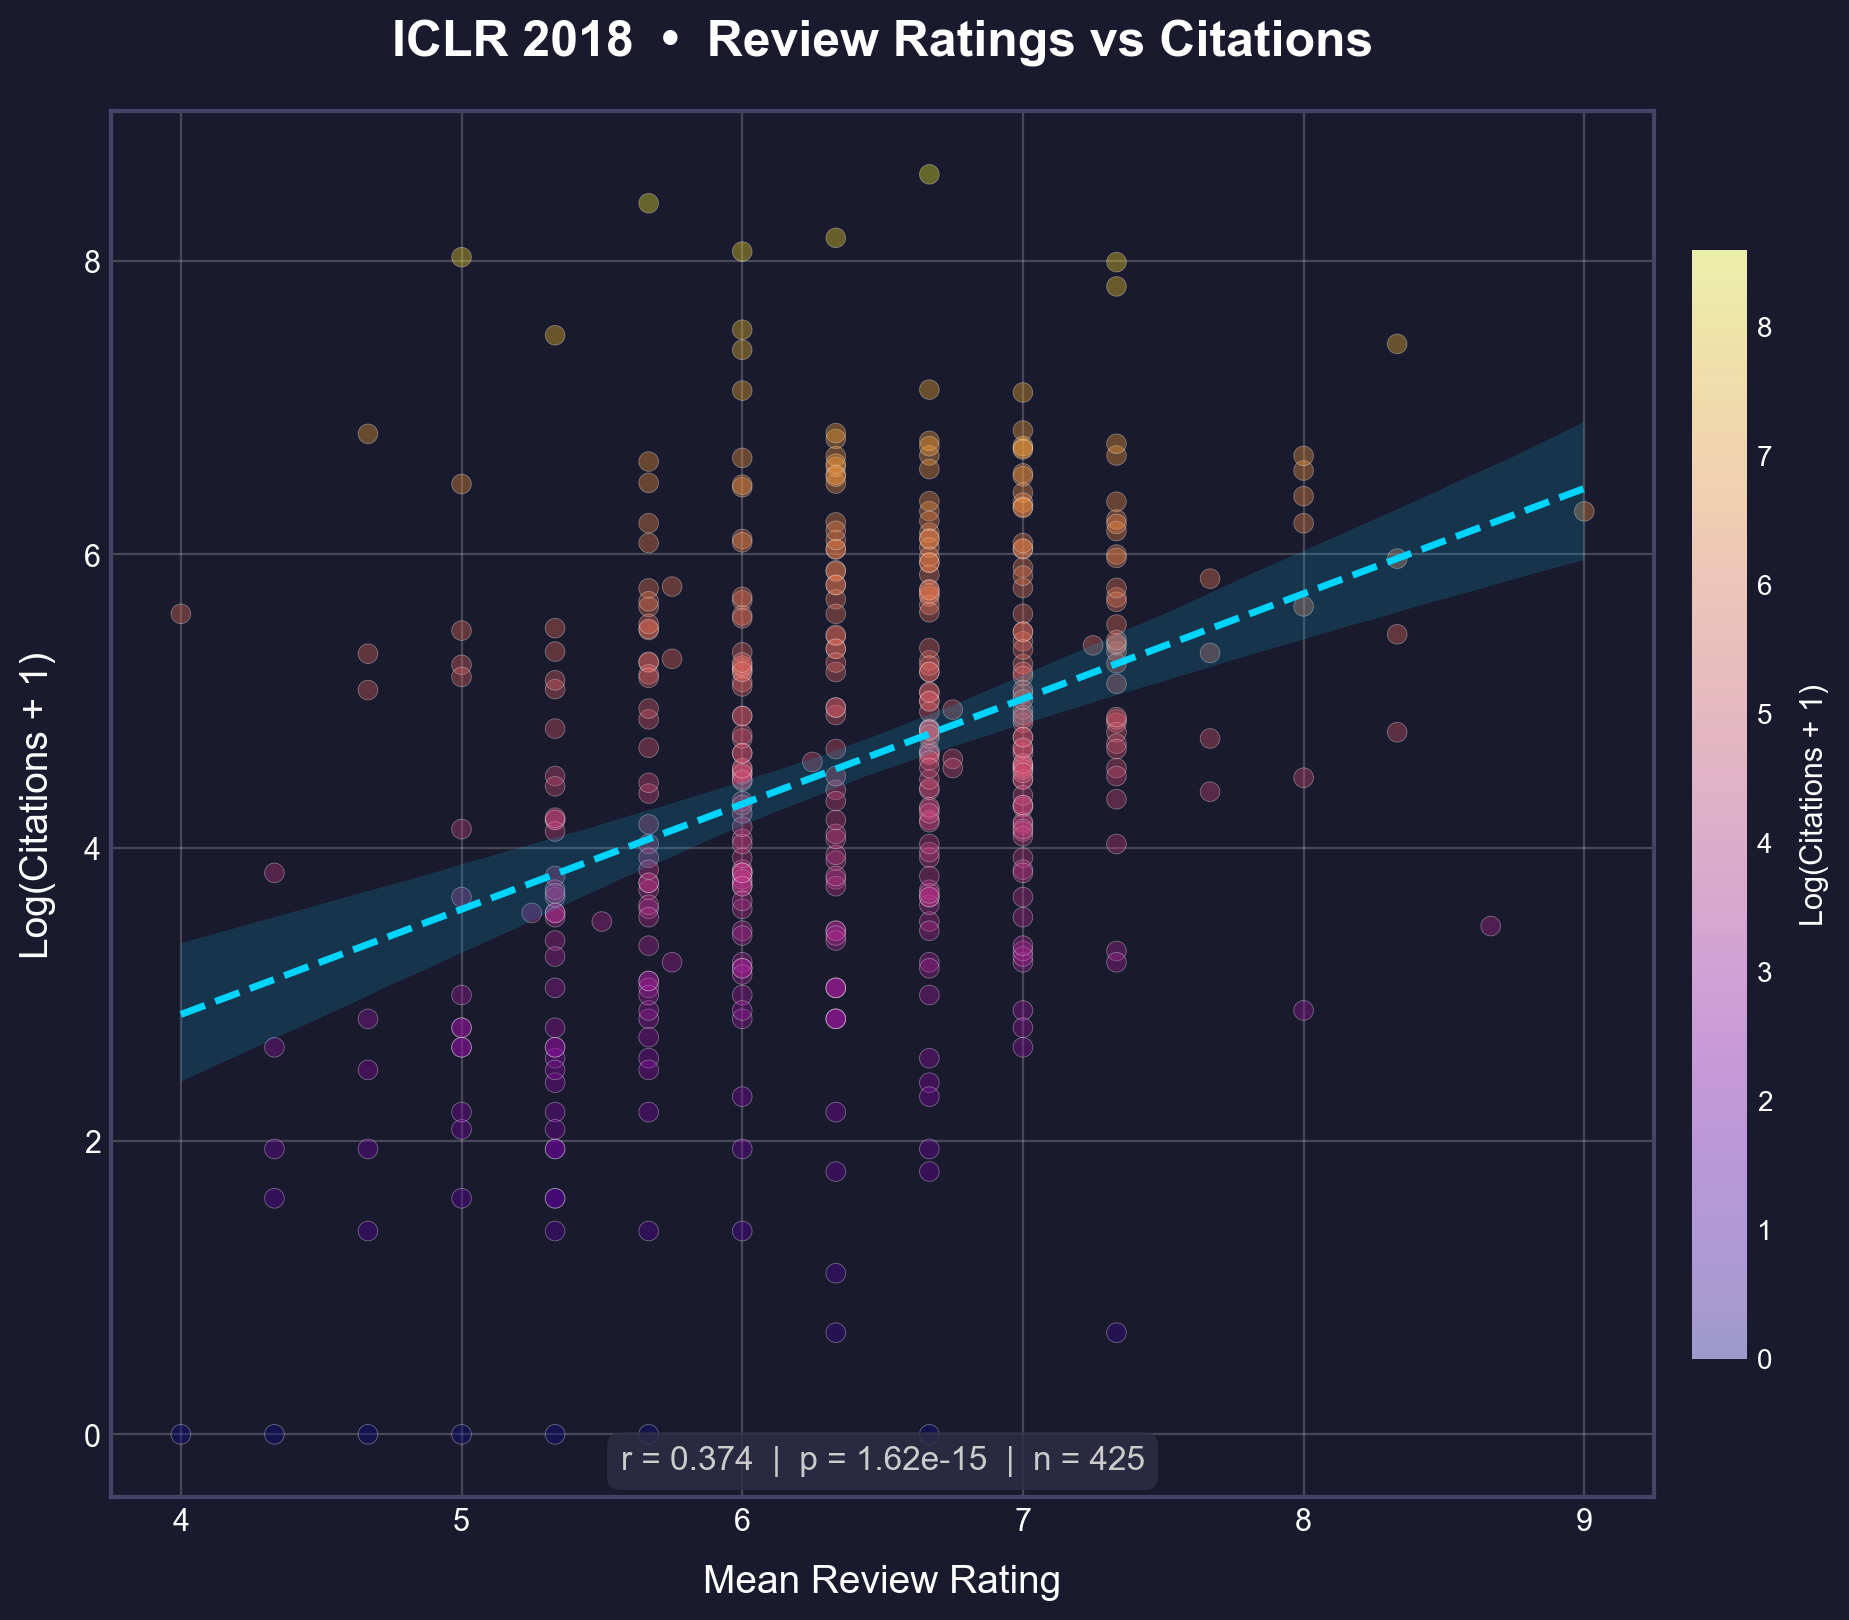 ICLR 2018 • Review Ratings vs Citations
Log(Citations + 1)
8
6
4
2
0
r = 0.374 | p = 1.62e-15 | n = 425
4 5 6 7 8 9
Mean Review Rating
8
7
6
5
4
3
2
1
0
Log(Citations + 1)